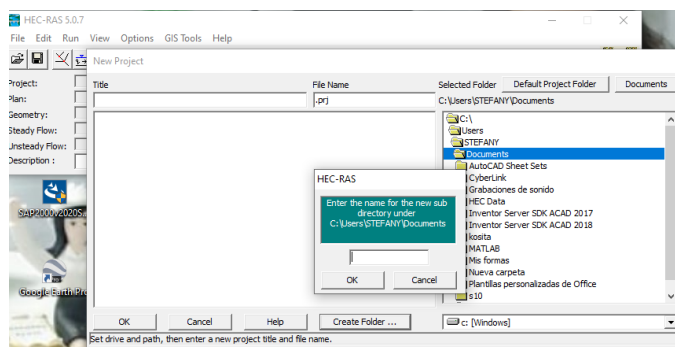 HEC-RAS 5.0.7
File Edit Run View Options GIS Tools Help
New Project
Project:
Plan:
Geometry:
Steady Flow:
Unsteady Flow:
Description :
Title
File Name
.prj
Selected Folder
Default Project Folder
Documents
C:\Users\STEFANY\Documents
C:\
Users
STEFANY
Documents
AutoCAD Sheet Sets
CyberLink
Grabaciones de sonido
HEC Data
Inventor Server SDK ACAD 2017
Inventor Server SDK ACAD 2018
kosita
MATLAB
Mis formas
Nueva carpeta
Plantillas personalizadas de Office
s10
HEC-RAS
Enter the name for the new sub
directory under
C:\Users\STEFANY\Documents
OK Cancel
Google Earth Pro
OK Cancel Help Create Folder ...
c: [Windows]
Set drive and path, then enter a new project title and file name.